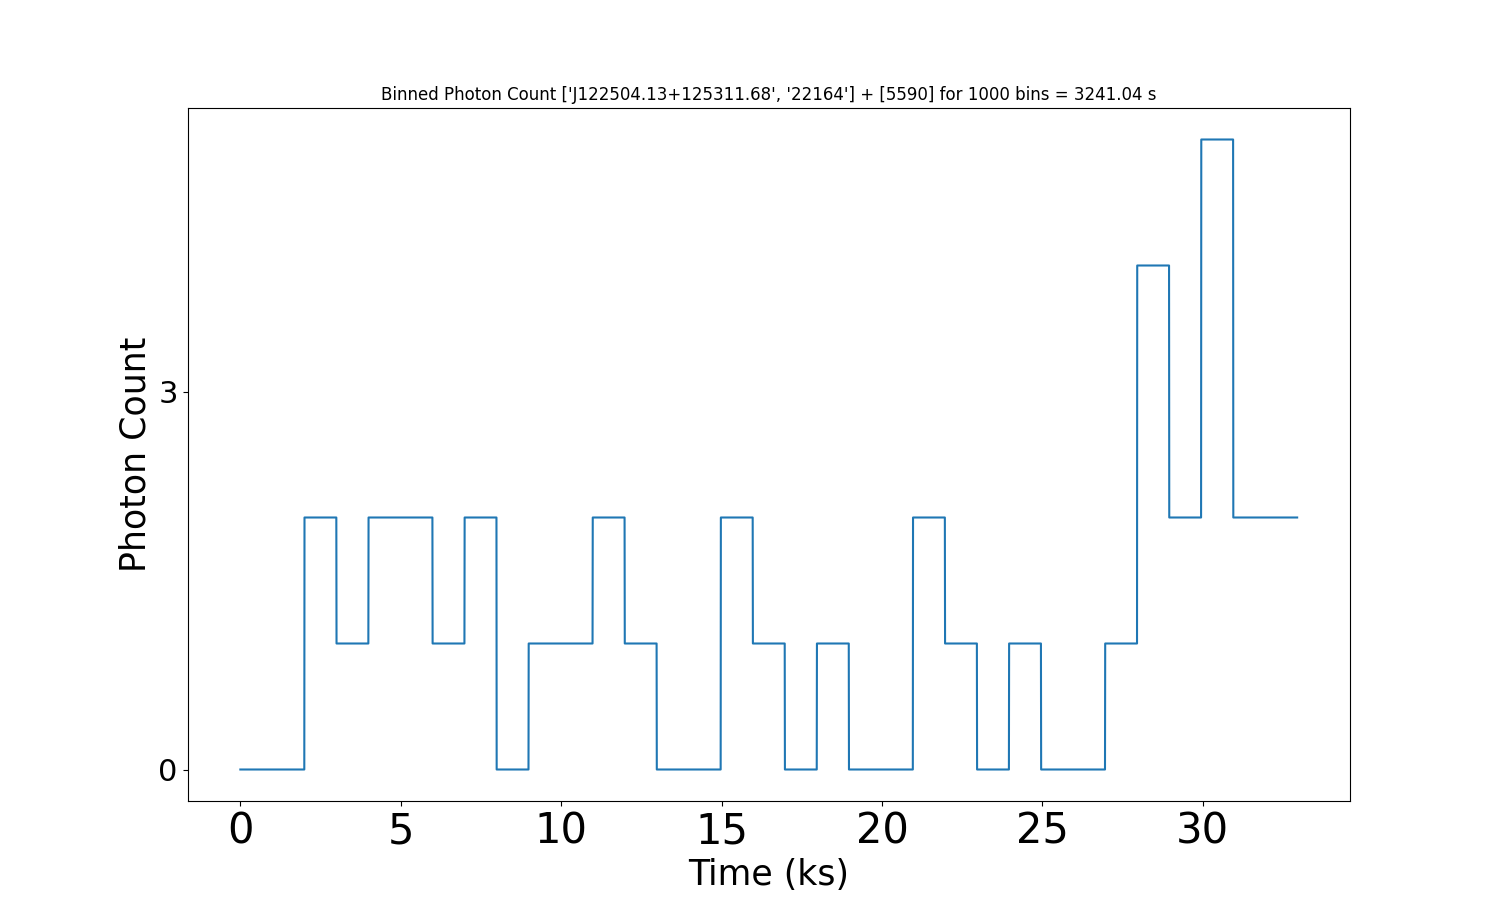 Binned Photon Count ['J122504.13+125311.68', '22164'] + [5590] for 1000 bins = 3241.04 s
Photon Count
3
0
0 5 10 15 20 25 30
Time (ks)